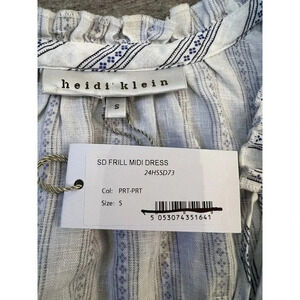 heidi klein
S
SD FRILL MIDI DRESS
24HSSD73
Col: PRT-PRT
Size: S
5 053074 351641